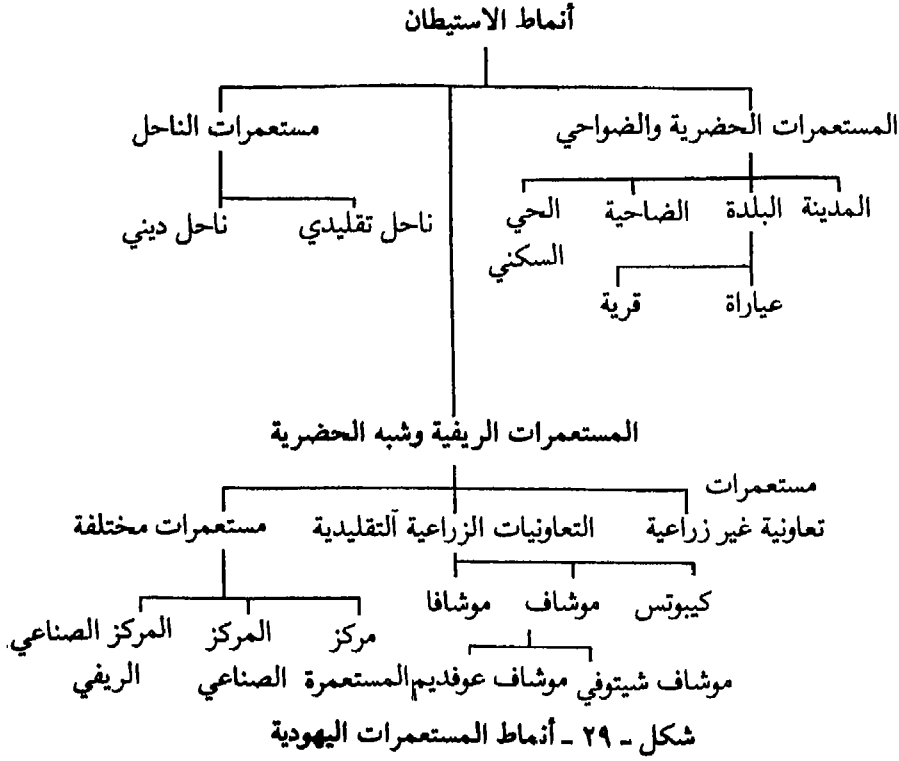 أنماط الاستيطان
المستعمرات الحضرية والضواحي
مستعمرات الناحل
المدينة البلدة الضاحية الحي
السكني
ناحل تقليدي ناحل ديني
عياراة قرية
المستعمرات الريفية وشبه الحضرية
مستعمرات
تعاونية غير زراعية التعاونيات الزراعية التقليدية مستعمرات مختلفة
كيبوتس موشاف موشافا
مركز المركز المركز الصناعي
موشاف شيتوفي موشاف عوفديم المستعمرة الصناعي الريفي
شكل - ٢٩ - أنماط المستعمرات اليهودية